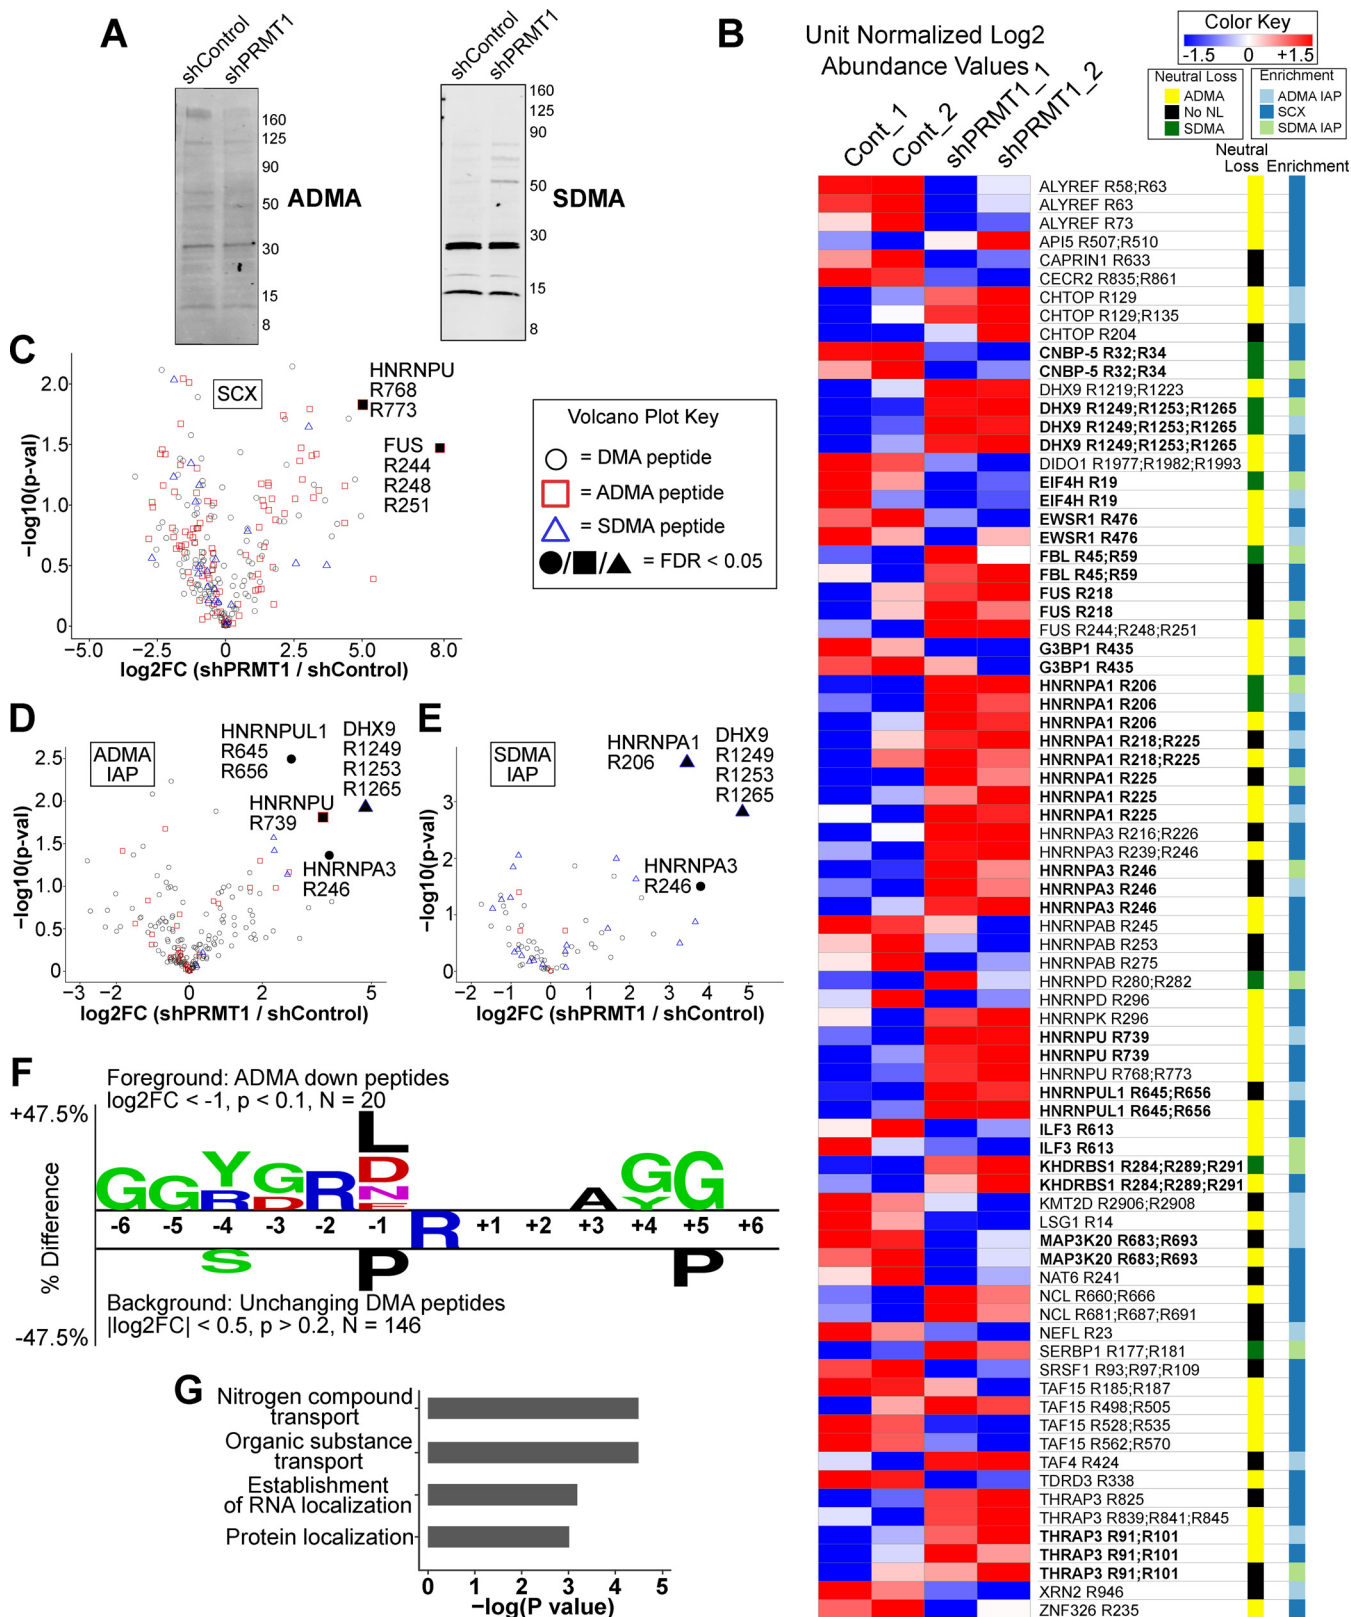 A
shControl
shPRMT1
160
125
90
50
30
15
8
ADMA
shControl
shPRMT1
160
125
90
50
30
15
8
SDMA
B
Unit Normalized Log2
Abundance Values
Cont_1
Cont_2
shPRMT1_1
shPRMT1_2
Color Key
-1.5 0 +1.5
Neutral Loss
ADMA
No NL
SDMA
Enrichment
ADMA IAP
SCX
SDMA IAP
Neutral
Loss
Enrichment
ALYREF R58;R63
ALYREF R63
ALYREF R73
API5 R507;R510
CAPRIN1 R633
CECR2 R835;R861
CHTOP R129
CHTOP R129;R135
CHTOP R204
CNBP-5 R32;R34
CNBP-5 R32;R34
DHX9 R1219;R1223
DHX9 R1249;R1253;R1265
DHX9 R1249;R1253;R1265
DHX9 R1249;R1253;R1265
DIDO1 R1977;R1982;R1993
EIF4H R19
EIF4H R19
EWSR1 R476
EWSR1 R476
FBL R45;R59
FBL R45;R59
FUS R218
FUS R218
FUS R244;R248;R251
G3BP1 R435
G3BP1 R435
HNRNPA1 R206
HNRNPA1 R206
HNRNPA1 R206
HNRNPA1 R218;R225
HNRNPA1 R218;R225
HNRNPA1 R225
HNRNPA1 R225
HNRNPA1 R225
HNRNPA3 R216;R226
HNRNPA3 R239;R246
HNRNPA3 R246
HNRNPA3 R246
HNRNPA3 R246
HNRNPAB R245
HNRNPAB R253
HNRNPAB R275
HNRNPD R280;R282
HNRNPD R296
HNRNPK R296
HNRNPU R739
HNRNPU R739
HNRNPU R768;R773
HNRNPUL1 R645;R656
HNRNPUL1 R645;R656
ILF3 R613
ILF3 R613
KHDRBS1 R284;R289;R291
KHDRBS1 R284;R289;R291
KMT2D R2906;R2908
LSG1 R14
MAP3K20 R683;R693
MAP3K20 R683;R693
NAT6 R241
NCL R660;R666
NCL R681;R687;R691
NEFL R23
SERBP1 R177;R181
SRSF1 R93;R97;R109
TAF15 R185;R187
TAF15 R498;R505
TAF15 R528;R535
TAF15 R562;R570
TAF4 R424
TDRD3 R338
THRAP3 R825
THRAP3 R839;R841;R845
THRAP3 R91;R101
THRAP3 R91;R101
THRAP3 R91;R101
XRN2 R946
ZNF326 R235
C
SCX
HNRNPU
R768
R773
FUS
R244
R248
R251
2.0
1.5
1.0
0.5
0
-5.0 -2.5 0 2.5 5.0 8.0
−log10(p-val)
log2FC (shPRMT1 / shControl)
Volcano Plot Key
= DMA peptide
= ADMA peptide
= SDMA peptide
/ / = FDR < 0.05
D
ADMA
IAP
HNRNPUL1
R645
R656
DHX9
R1249
R1253
R1265
HNRNPU
R739
HNRNPA3
R246
2.5
2.0
1.5
1.0
0.5
0
−3 −2 0 2 5
−log10(p-val)
log2FC (shPRMT1 / shControl)
E
SDMA
IAP
HNRNPA1
R206
DHX9
R1249
R1253
R1265
HNRNPA3
R246
3
2
1
0
−2 −1 0 1 2 3 4 5
−log10(p-val)
log2FC (shPRMT1 / shControl)
F
Foreground: ADMA down peptides
log2FC < -1, p < 0.1, N = 20
+47.5%
% Difference
-47.5%
G G Y R G D R L D N E A G Y G
-6 -5 -4 -3 -2 -1 R +1 +2 +3 +4 +5 +6
S P P
Background: Unchanging DMA peptides
|log2FC| < 0.5, p > 0.2, N = 146
G
Nitrogen compound
transport
Organic substance
transport
Establishment
of RNA localization
Protein localization
0 1 2 3 4 5
−log(P value)